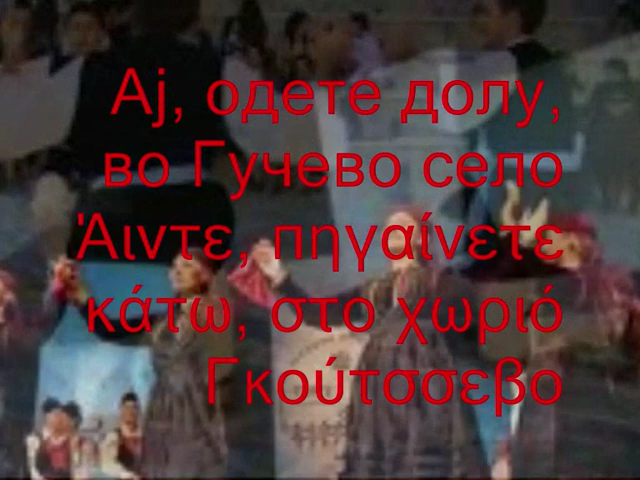 Ај, одете долу,
во Гучево село
Άιντε, πηγαίνετε
κάτω, στο χωριό
Γκούτσσεβο